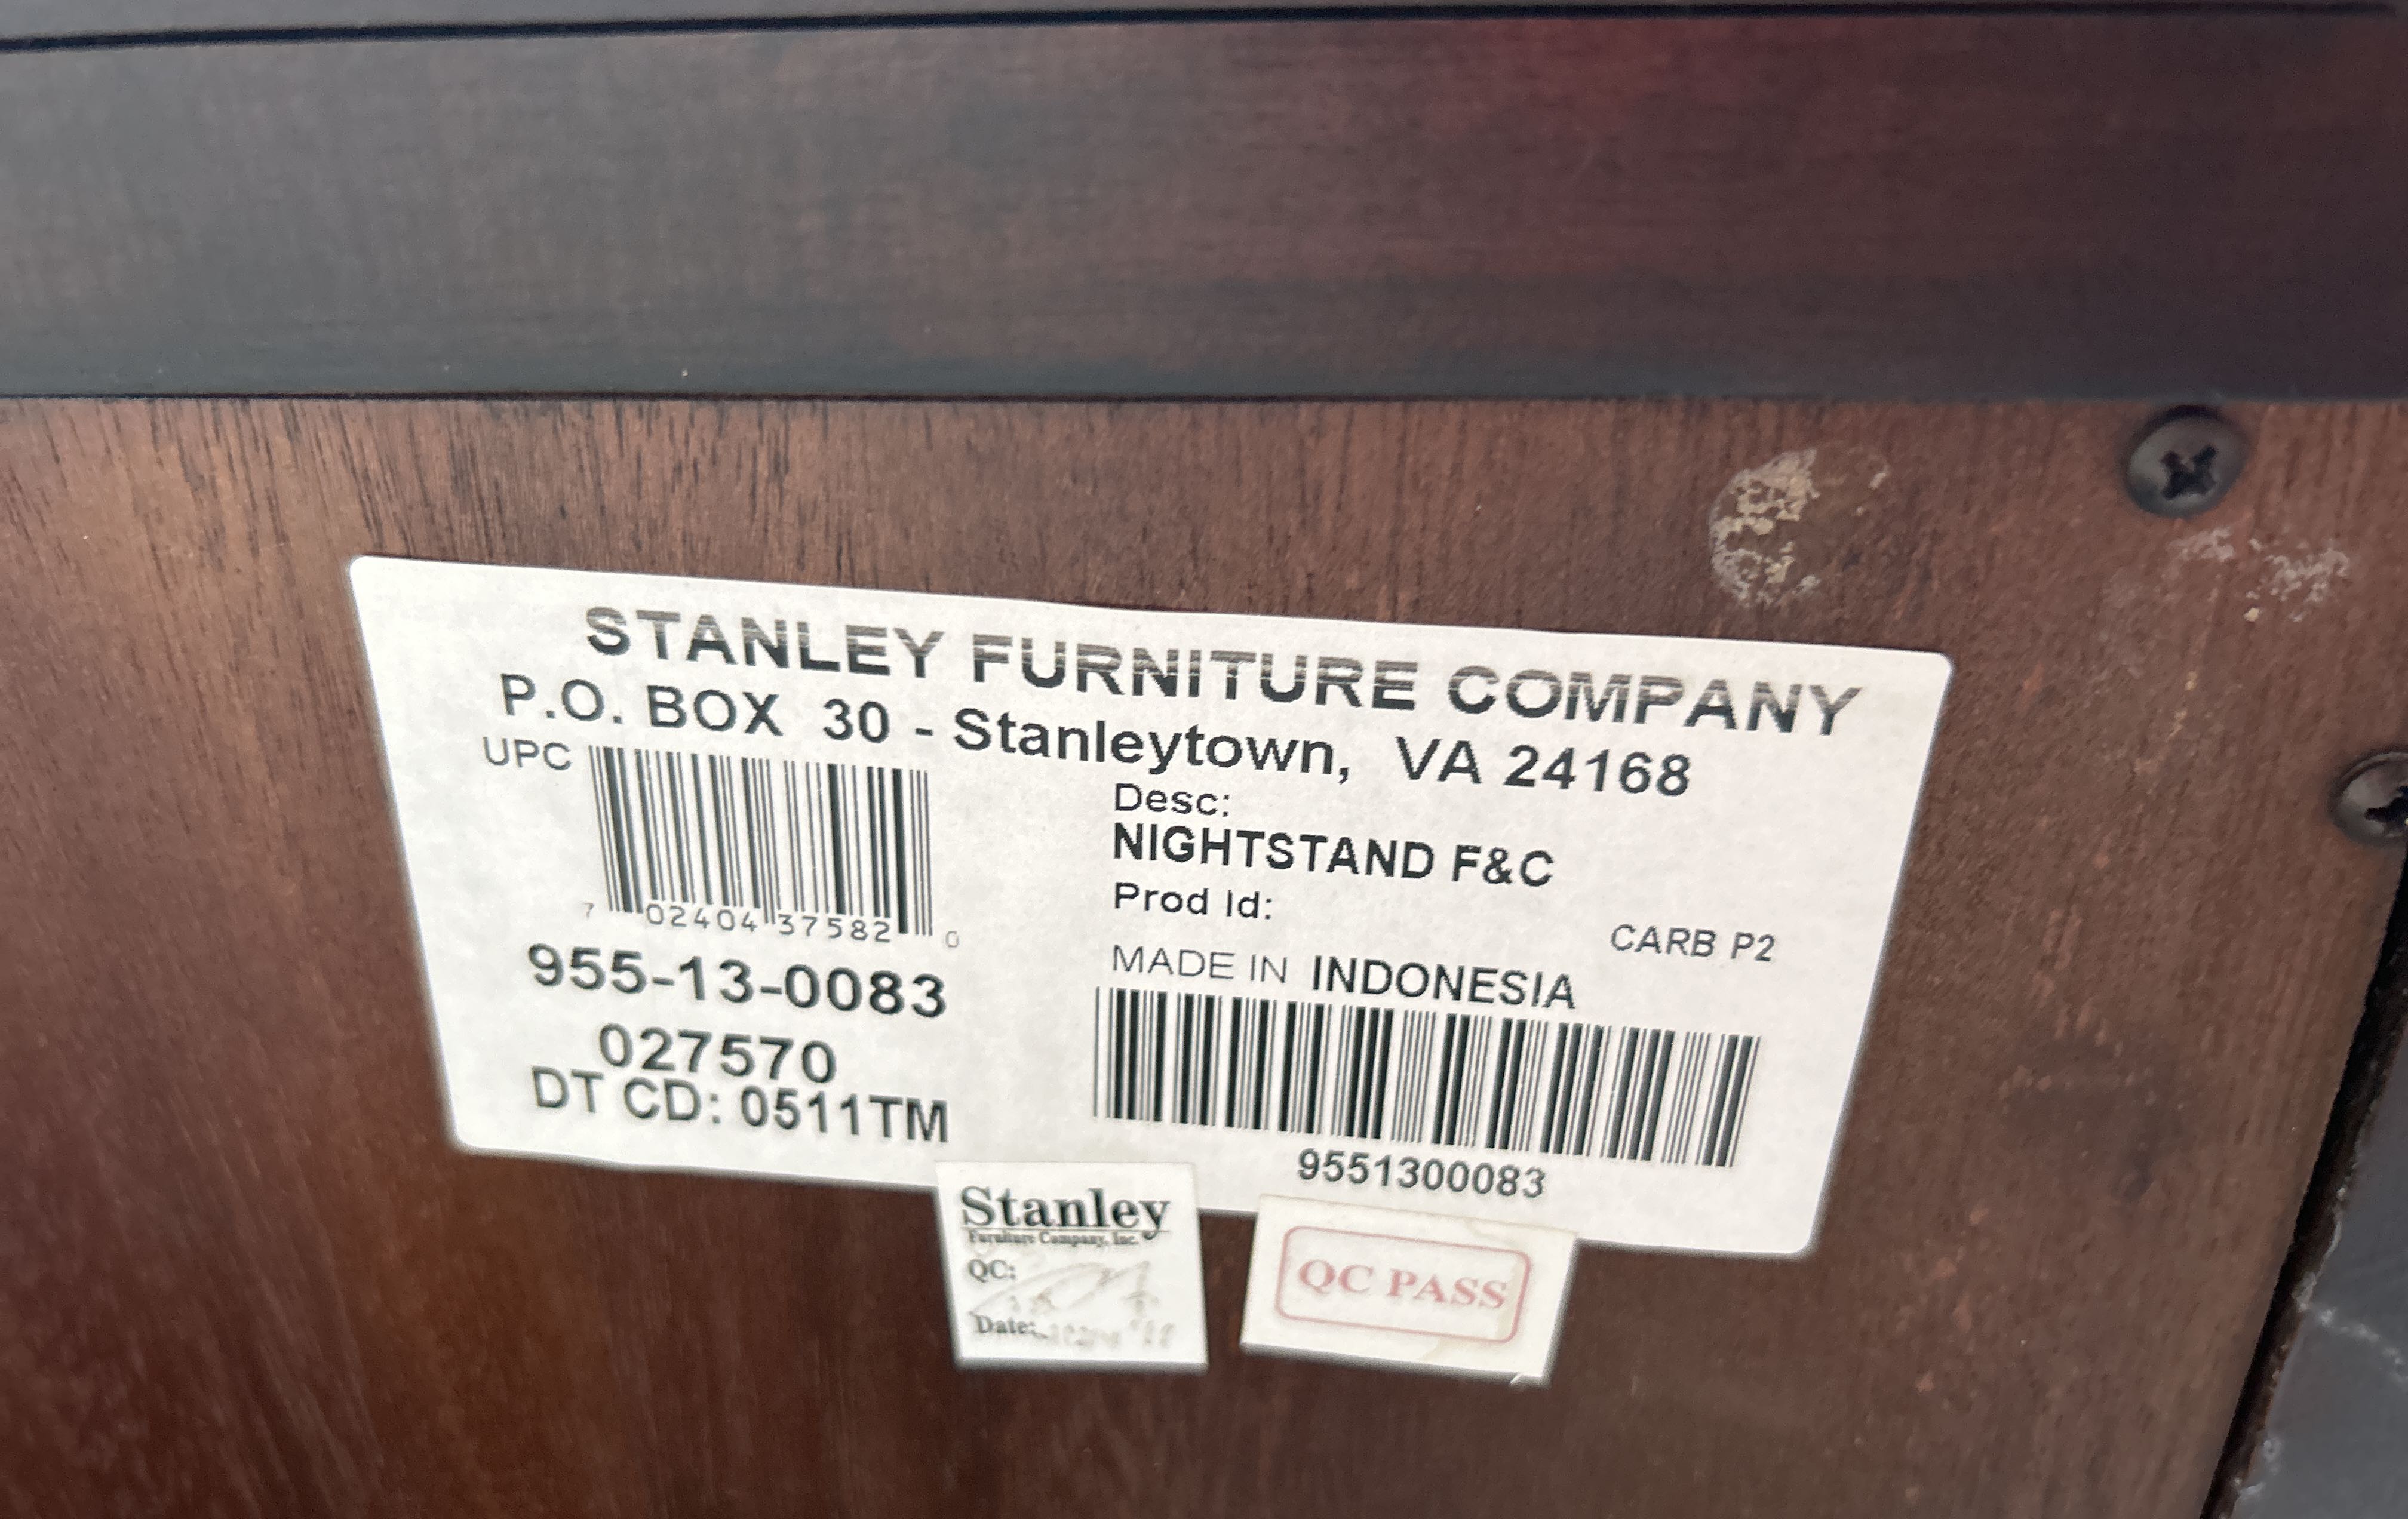 STANLEY FURNITURE COMPANY
P.O. BOX 30 - Stanleytown, VA 24168
UPC
7 02404 37582 0
955-13-0083
027570
DT CD: 0511TM
Desc:
NIGHTSTAND F&C
Prod Id:
CARB P2
MADE IN INDONESIA
9551300083
Stanley
Furniture Company, Inc.
QC:
Date:
QC PASS